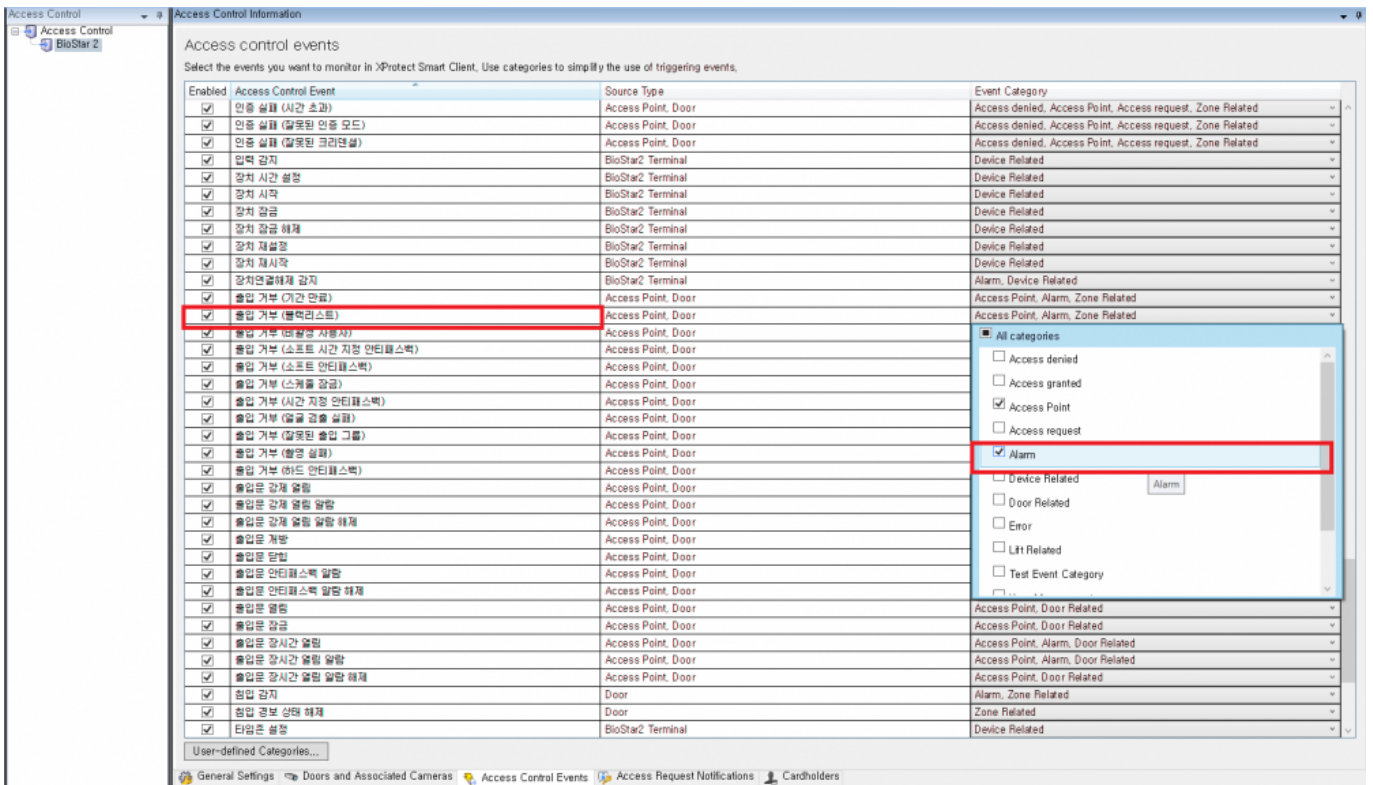 Access Control
Access Control
BioStar 2
Access Control Information
Access control events
Select the events you want to monitor in XProtect Smart Client, Use categories to simplify the use of triggering events,
Enabled Access Control Event Source Type Event Category
인증 실패 (시간 초과) Access Point, Door Access denied, Access Point, Access request, Zone Related
인증 실패 (잘못된 인증 모드) Access Point, Door Access denied, Access Point, Access request, Zone Related
인증 실패 (잘못된 크리덴셜) Access Point, Door Access denied, Access Point, Access request, Zone Related
입력 감지 BioStar2 Terminal Device Related
장치 시간 설정 BioStar2 Terminal Device Related
장치 시작 BioStar2 Terminal Device Related
장치 잠금 BioStar2 Terminal Device Related
장치 잠금 해제 BioStar2 Terminal Device Related
장치 재설정 BioStar2 Terminal Device Related
장치 재시작 BioStar2 Terminal Device Related
장치연결해제 감지 BioStar2 Terminal Alarm, Device Related
출입 거부 (기간 만료) Access Point, Door Access Point, Alarm, Zone Related
출입 거부 (블랙리스트) Access Point, Door Access Point, Alarm, Zone Related
출입 거부 (비활성 사용자) Access Point, Door All categories
출입 거부 (소프트 시간 지정 안티패스백) Access Point, Door Access denied
출입 거부 (소프트 안티패스백) Access Point, Door
출입 거부 (스케줄 잠금) Access Point, Door Access granted
출입 거부 (시간 지정 안티패스백) Access Point, Door Access Point
출입 거부 (얼굴 검출 실패) Access Point, Door
출입 거부 (잘못된 출입 그룹) Access Point, Door Access request
출입 거부 (촬영 실패) Access Point, Door Alarm
출입 거부 (하드 안티패스백) Access Point, Door
출입문 강제 열림 Access Point, Door Device Related Alarm
출입문 강제 열림 알람 Access Point, Door Door Related
출입문 강제 열림 알람 해제 Access Point, Door Error
출입문 개방 Access Point, Door
출입문 닫힘 Access Point, Door Lift Related
출입문 안티패스백 알람 Access Point, Door Test Event Category
출입문 안티패스백 알람 해제 Access Point, Door
출입문 열림 Access Point, Door Access Point, Door Related
출입문 잠금 Access Point, Door Access Point, Door Related
출입문 장시간 열림 Access Point, Door Access Point, Alarm, Door Related
출입문 장시간 열림 알람 Access Point, Door Access Point, Alarm, Door Related
출입문 장시간 열림 알람 해제 Access Point, Door Access Point, Door Related
침입 감지 Door Alarm, Zone Related
침입 경보 상태 해제 Door Zone Related
타임존 설정 BioStar2 Terminal Device Related
User-defined Categories...
General Settings Doors and Associated Cameras Access Control Events Access Request Notifications Cardholders